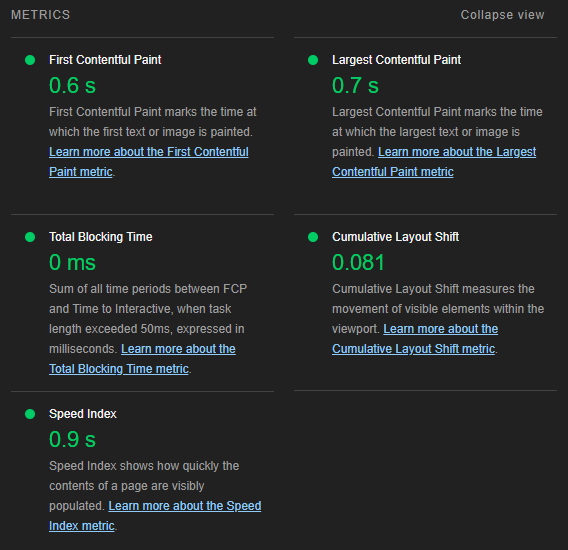 METRICS
Collapse view
First Contentful Paint
0.6 s
First Contentful Paint marks the time at
which the first text or image is painted.
Learn more about the First Contentful
Paint metric.
Largest Contentful Paint
0.7 s
Largest Contentful Paint marks the time
at which the largest text or image is
painted. Learn more about the Largest
Contentful Paint metric
Total Blocking Time
0 ms
Sum of all time periods between FCP
and Time to Interactive, when task
length exceeded 50ms, expressed in
milliseconds. Learn more about the
Total Blocking Time metric.
Cumulative Layout Shift
0.081
Cumulative Layout Shift measures the
movement of visible elements within the
viewport. Learn more about the
Cumulative Layout Shift metric.
Speed Index
0.9 s
Speed Index shows how quickly the
contents of a page are visibly
populated. Learn more about the Speed
Index metric.